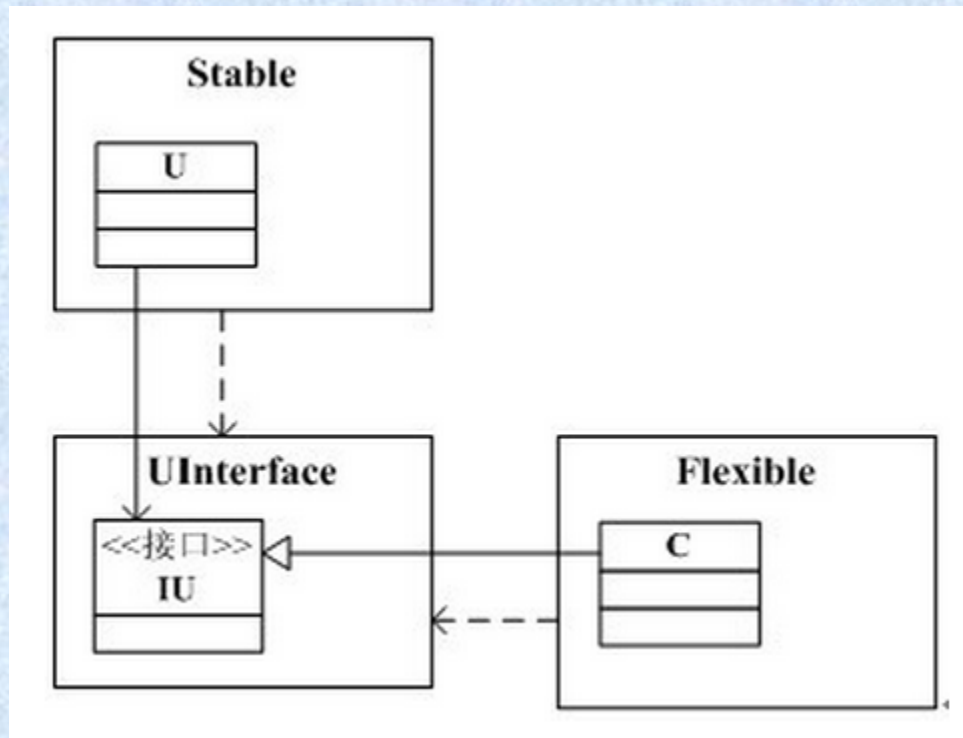 Stable
U
UInterface
<<接口>>
IU
Flexible
C